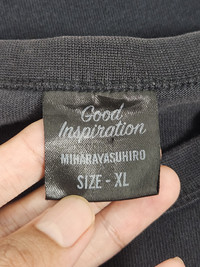 Good
Inspiration
MIHARAYASUHIRO
SIZE - XL